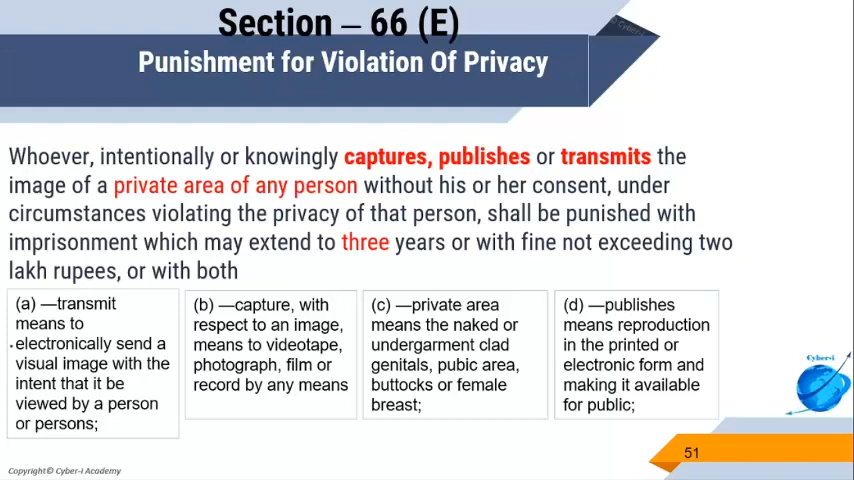 Section – 66 (E)
Punishment for Violation Of Privacy
Whoever, intentionally or knowingly captures, publishes or transmits the
image of a private area of any person without his or her consent, under
circumstances violating the privacy of that person, shall be punished with
imprisonment which may extend to three years or with fine not exceeding two
lakh rupees, or with both
(a) —transmit
means to
electronically send a
visual image with the
intent that it be
viewed by a person
or persons;
(b) —capture, with
respect to an image,
means to videotape,
photograph, film or
record by any means
(c) —private area
means the naked or
undergarment clad
genitals, pubic area,
buttocks or female
breast;
(d) —publishes
means reproduction
in the printed or
electronic form and
making it available
for public;
Cyber-i
51
Copyright© Cyber-I Academy